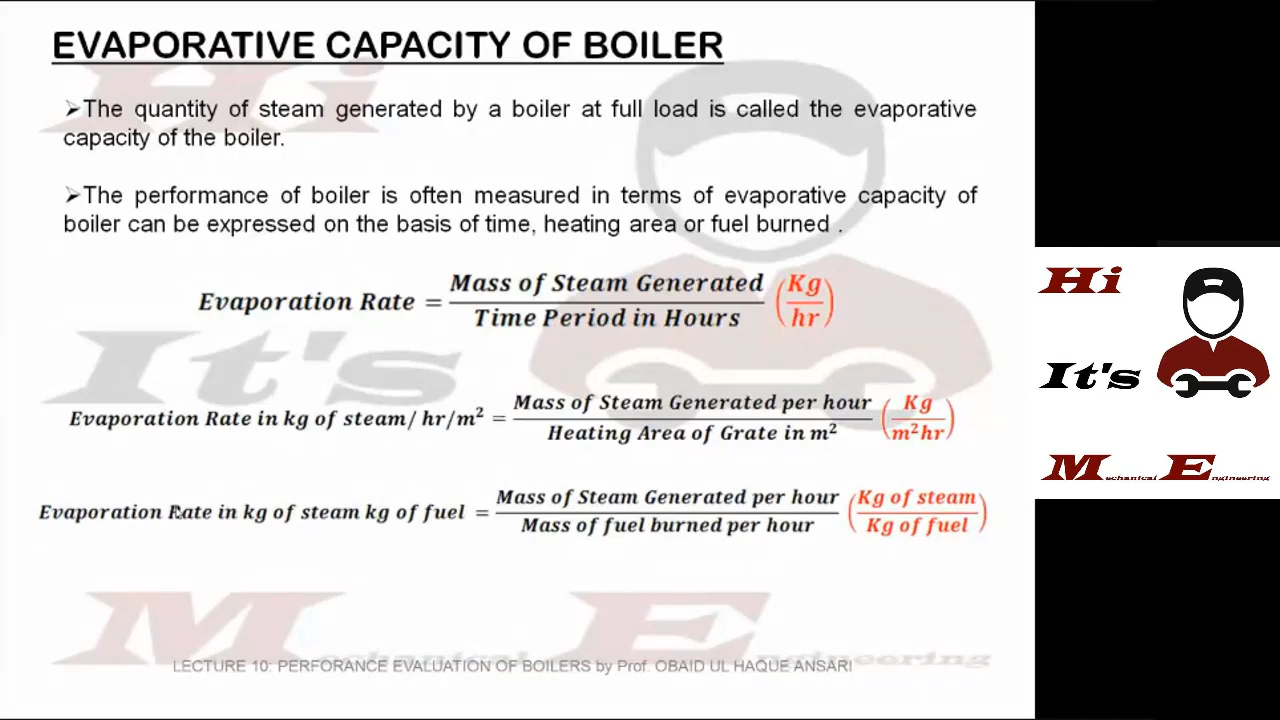 EVAPORATIVE CAPACITY OF BOILER
➢The quantity of steam generated by a boiler at full load is called the evaporative
capacity of the boiler.
➢The performance of boiler is often measured in terms of evaporative capacity of
boiler can be expressed on the basis of time, heating area or fuel burned .
Evaporation Rate = Mass of Steam Generated / Time Period in Hours (Kg/hr)
Evaporation Rate in kg of steam/ hr/m² = Mass of Steam Generated per hour / Heating Area of Grate in m² (Kg/m²hr)
Evaporation Rate in kg of steam kg of fuel = Mass of Steam Generated per hour / Mass of fuel burned per hour (Kg of steam/Kg of fuel)
LECTURE 10: PERFORANCE EVALUATION OF BOILERS by Prof. OBAID UL HAQUE ANSARI
Hi
It's
Mechanical Engineering
Hi
It's
Mechanical Engineering